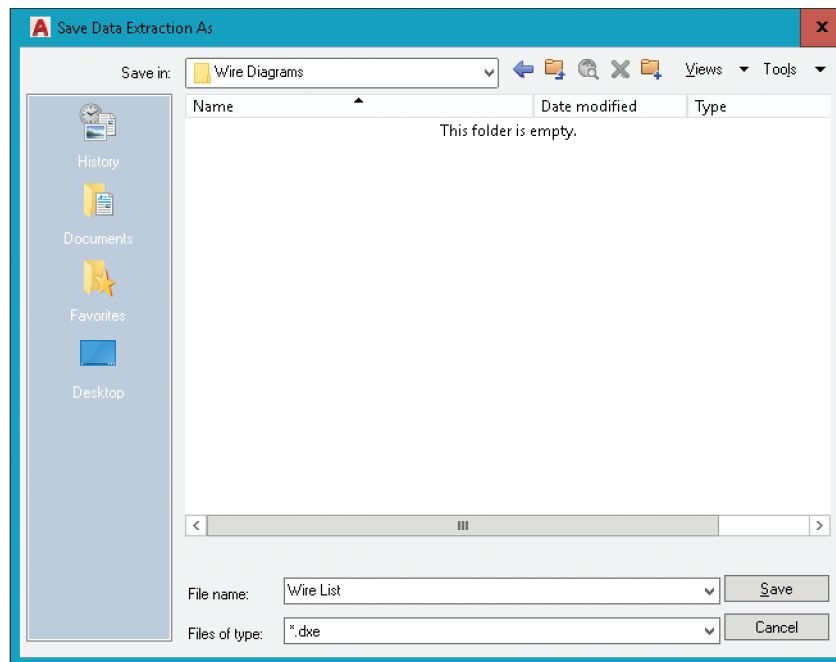 Save Data Extraction As
x
Save in:
Wire Diagrams
Views
Tools
Name
Date modified
Type
This folder is empty.
History
Documents
Favorites
Desktop
File name:
Wire List
Save
Files of type:
*.dxe
Cancel